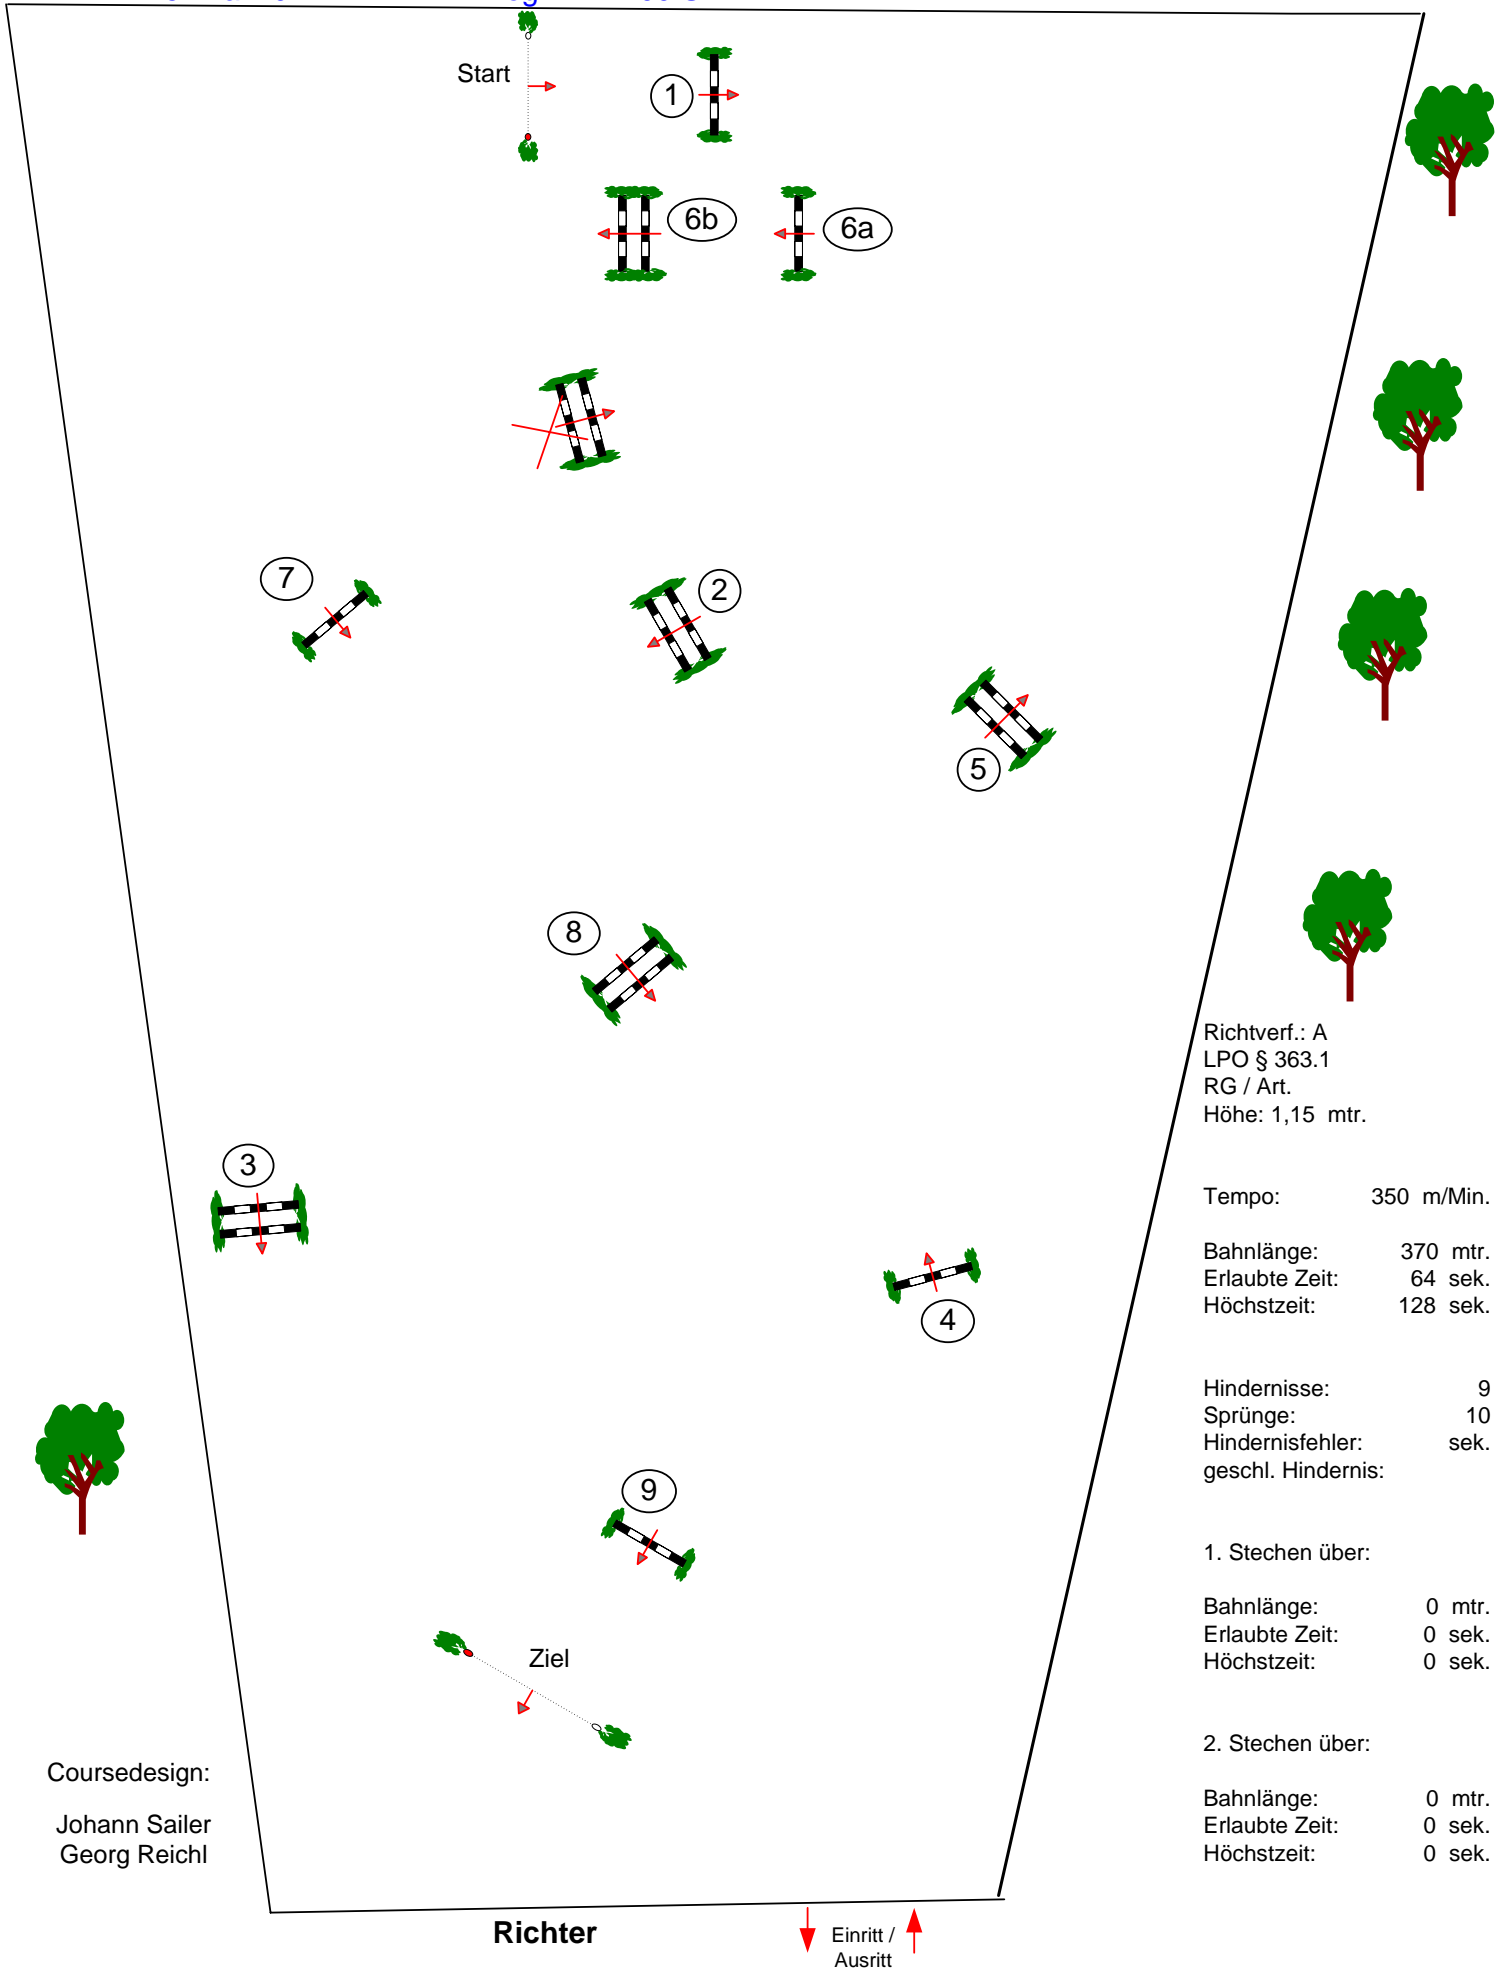 Start
1
6b
6a
7
2
5
8
3
4
9
Ziel
Richtverf.: A
LPO § 363.1
RG / Art.
Höhe: 1,15 mtr.
Tempo: 350 m/Min.
Bahnlänge: 370 mtr.
Erlaubte Zeit: 64 sek.
Höchstzeit: 128 sek.
Hindernisse: 9
Sprünge: 10
Hindernisfehler: sek.
geschl. Hindernis:
1. Stechen über:
Bahnlänge: 0 mtr.
Erlaubte Zeit: 0 sek.
Höchstzeit: 0 sek.
2. Stechen über:
Bahnlänge: 0 mtr.
Erlaubte Zeit: 0 sek.
Höchstzeit: 0 sek.
Coursedesign:
Johann Sailer
Georg Reichl
Richter
Einritt /
Ausritt